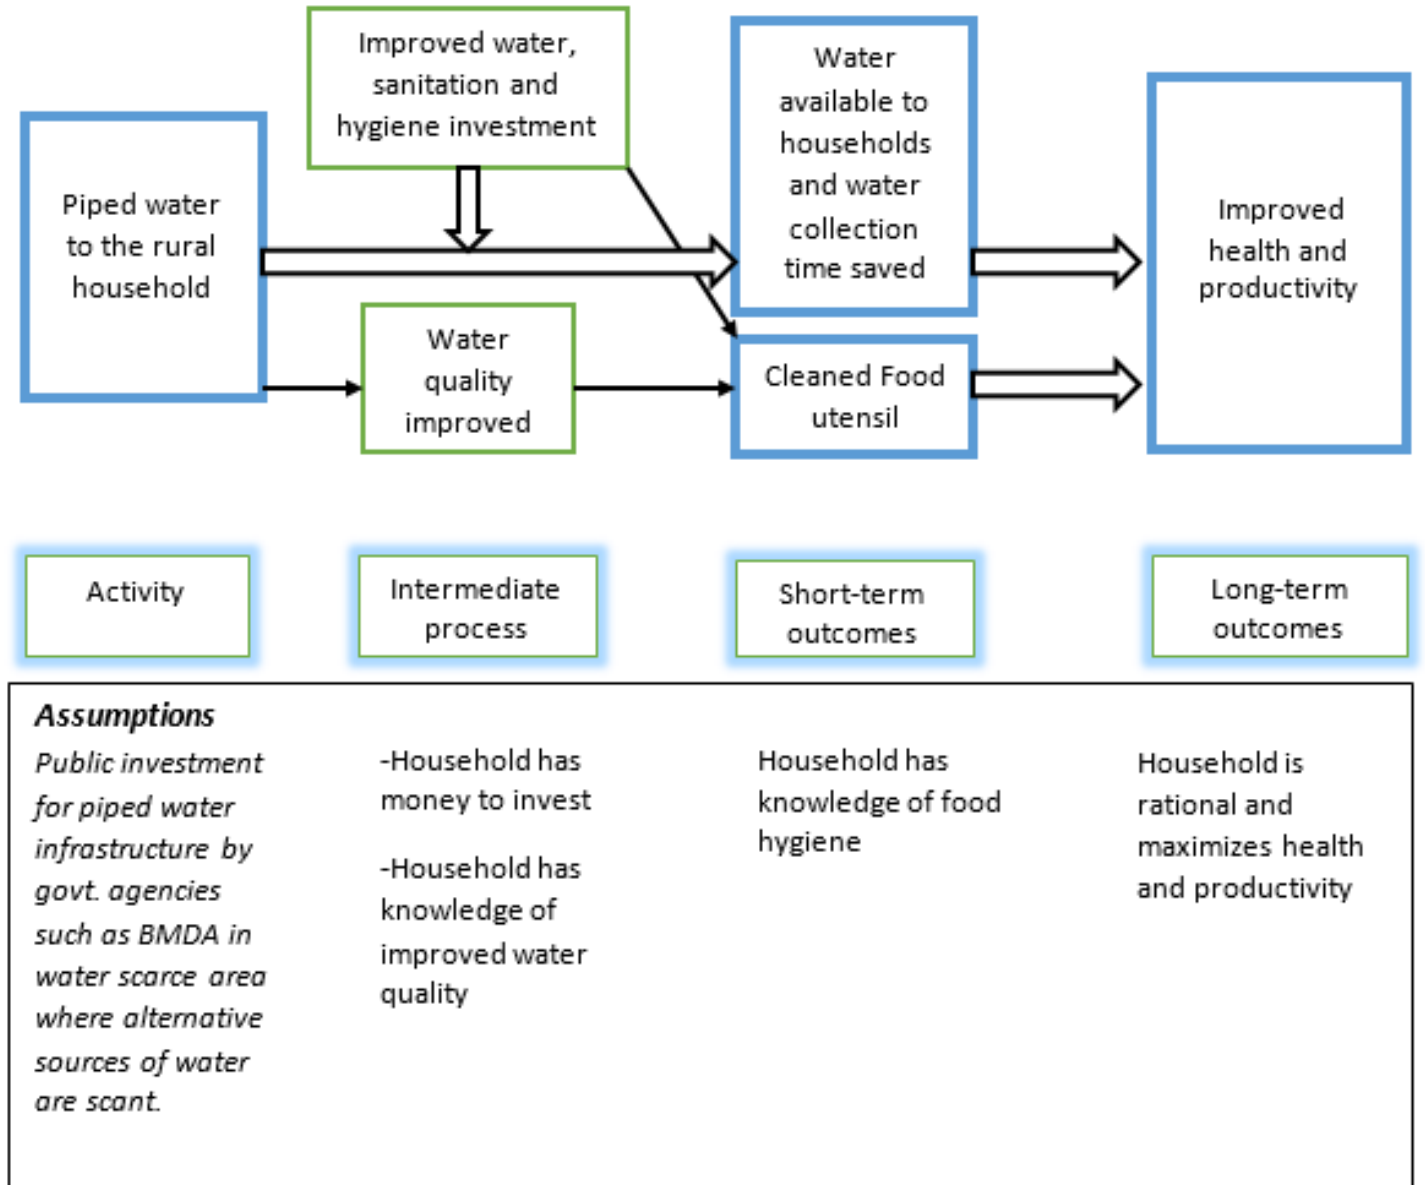 Improved water,
sanitation and
hygiene investment
Water
available to
households
and water
collection
time saved
Piped water
to the rural
household
Improved
health and
productivity
Water
quality
improved
Cleaned Food
utensil
Activity
Intermediate
process
Short-term
outcomes
Long-term
outcomes
Assumptions
Public investment
for piped water
infrastructure by
govt. agencies
such as BMDA in
water scarce area
where alternative
sources of water
are scant.
-Household has
money to invest
-Household has
knowledge of
improved water
quality
Household has
knowledge of food
hygiene
Household is
rational and
maximizes health
and productivity